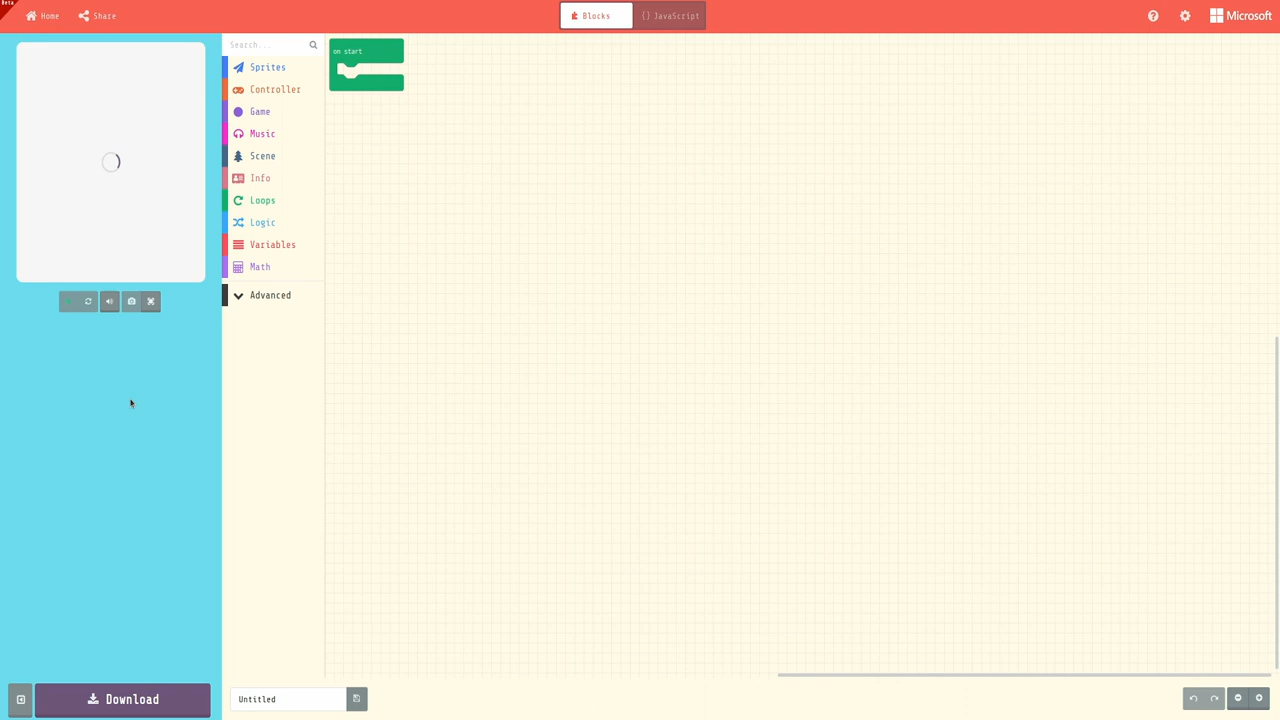 Beta
Home
Share
Blocks
{} JavaScript
Microsoft
Search...
Sprites
Controller
Game
Music
Scene
Info
Loops
Logic
Variables
Math
Advanced
on start
Download
Untitled